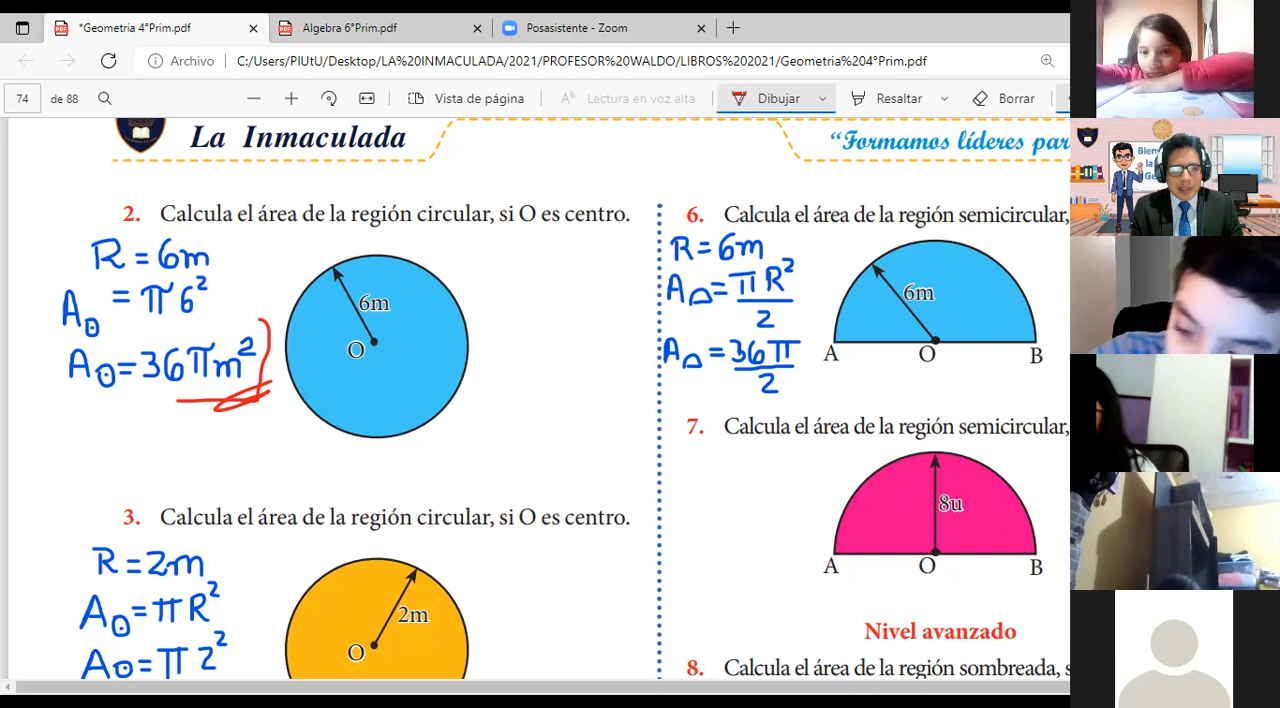 *Geometria 4°Prim.pdf
Algebra 6°Prim.pdf
Posasistente - Zoom
Archivo
C:/Users/PIUtU/Desktop/LA%20INMACULADA/2021/PROFESOR%20WALDO/LIBROS%202021/Geometria%204°Prim.pdf
74 de 88
Vista de página
Lectura en voz alta
Dibujar
Resaltar
Borrar
La Inmaculada
“Formamos líderes par
2. Calcula el área de la región circular, si O es centro.
R = 6m
A⊙ = π6²
A⊙ = 36πm²
6m
O
3. Calcula el área de la región circular, si O es centro.
R = 2m
A⊙ = πR²
A⊙ = π2²
2m
O
6. Calcula el área de la región semicircular,
R = 6m
A⌓ = πR²/2
A⌓ = 36π/2
6m
A O B
7. Calcula el área de la región semicircular,
8u
A O B
Nivel avanzado
8. Calcula el área de la región sombreada, s
Bien
la
Ge